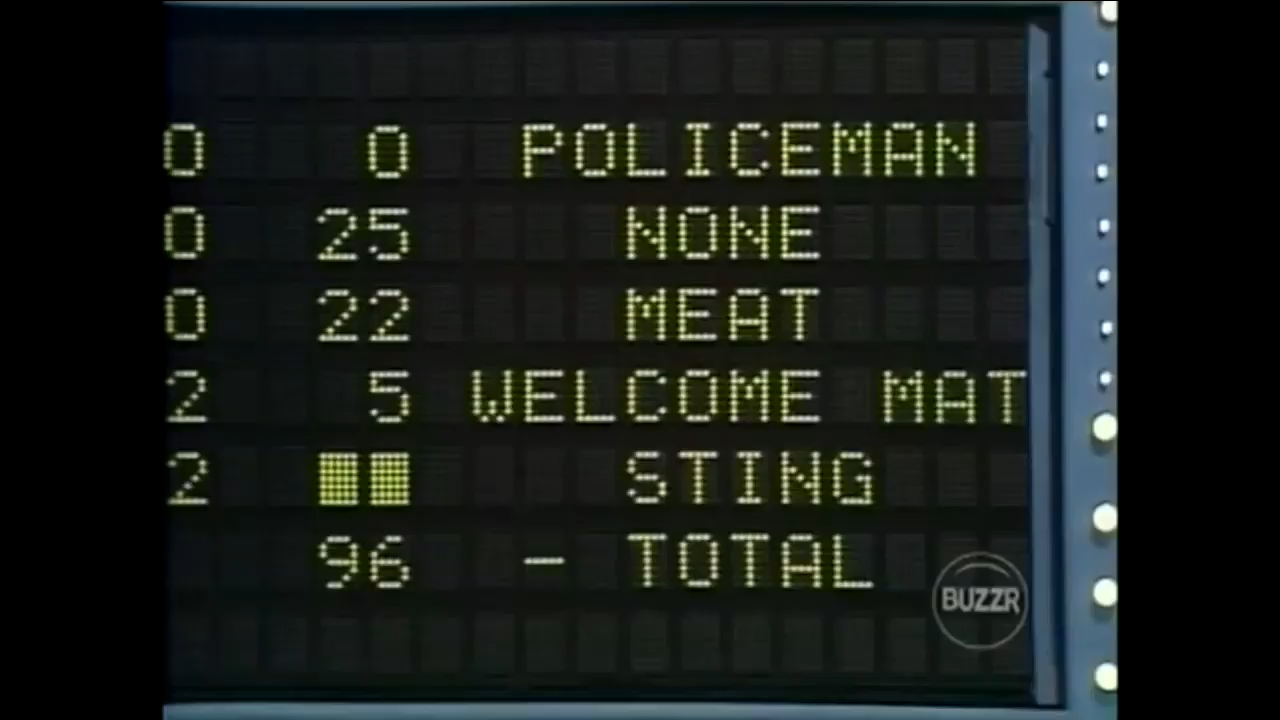 0 0 POLICEMAN
0 25 NONE
0 22 MEAT
2 5 WELCOME MAT
2 STING
96 - TOTAL
BUZZR